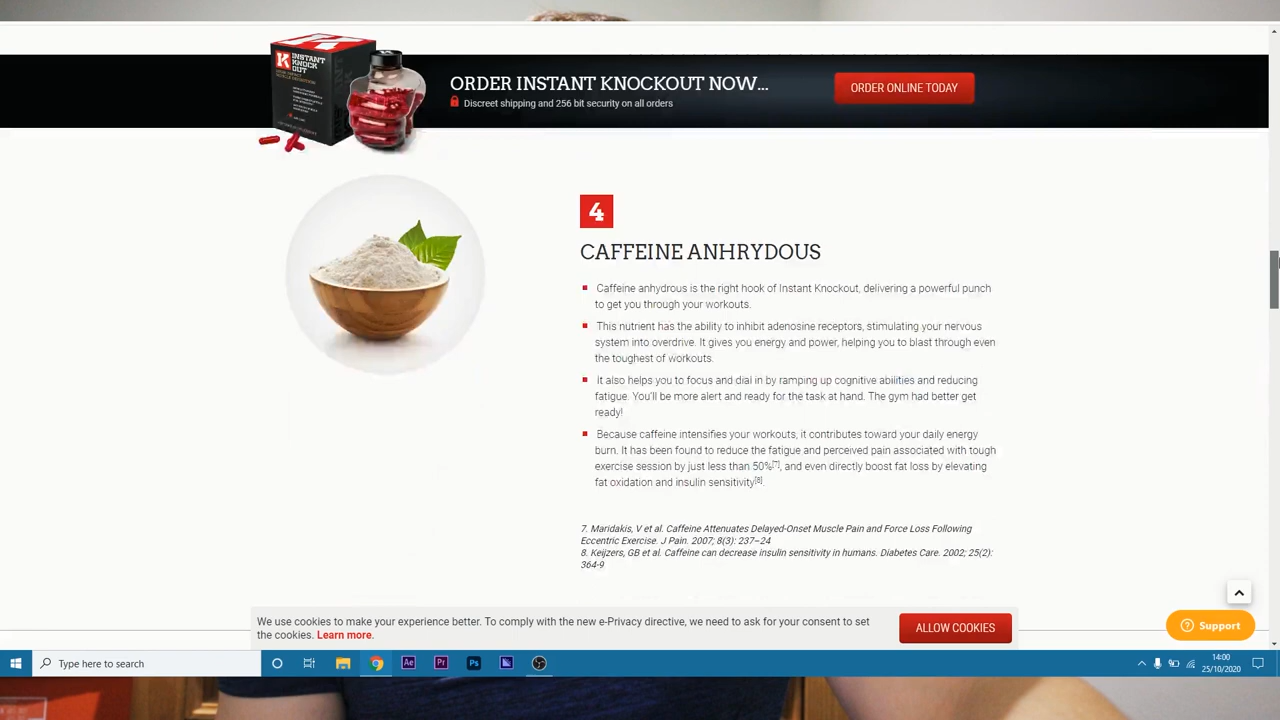 INSTANT
KNOCK
OUT
ORDER INSTANT KNOCKOUT NOW...
Discreet shipping and 256 bit security on all orders
ORDER ONLINE TODAY
4
CAFFEINE ANHRYDOUS
Caffeine anhydrous is the right hook of Instant Knockout, delivering a powerful punch
to get you through your workouts.
This nutrient has the ability to inhibit adenosine receptors, stimulating your nervous
system into overdrive. It gives you energy and power, helping you to blast through even
the toughest of workouts.
It also helps you to focus and dial in by ramping up cognitive abilities and reducing
fatigue. You'll be more alert and ready for the task at hand. The gym had better get
ready!
Because caffeine intensifies your workouts, it contributes toward your daily energy
burn. It has been found to reduce the fatigue and perceived pain associated with tough
exercise session by just less than 50%[7], and even directly boost fat loss by elevating
fat oxidation and insulin sensitivity[8].
7. Maridakis, V et al. Caffeine Attenuates Delayed-Onset Muscle Pain and Force Loss Following
Eccentric Exercise. J Pain. 2007; 8(3): 237–24
8. Keijzers, GB et al. Caffeine can decrease insulin sensitivity in humans. Diabetes Care. 2002; 25(2):
364-9
We use cookies to make your experience better. To comply with the new e-Privacy directive, we need to ask for your consent to set
the cookies. Learn more.
ALLOW COOKIES
Support
Type here to search
Ae
Pr
Ps
14:00
25/10/2020